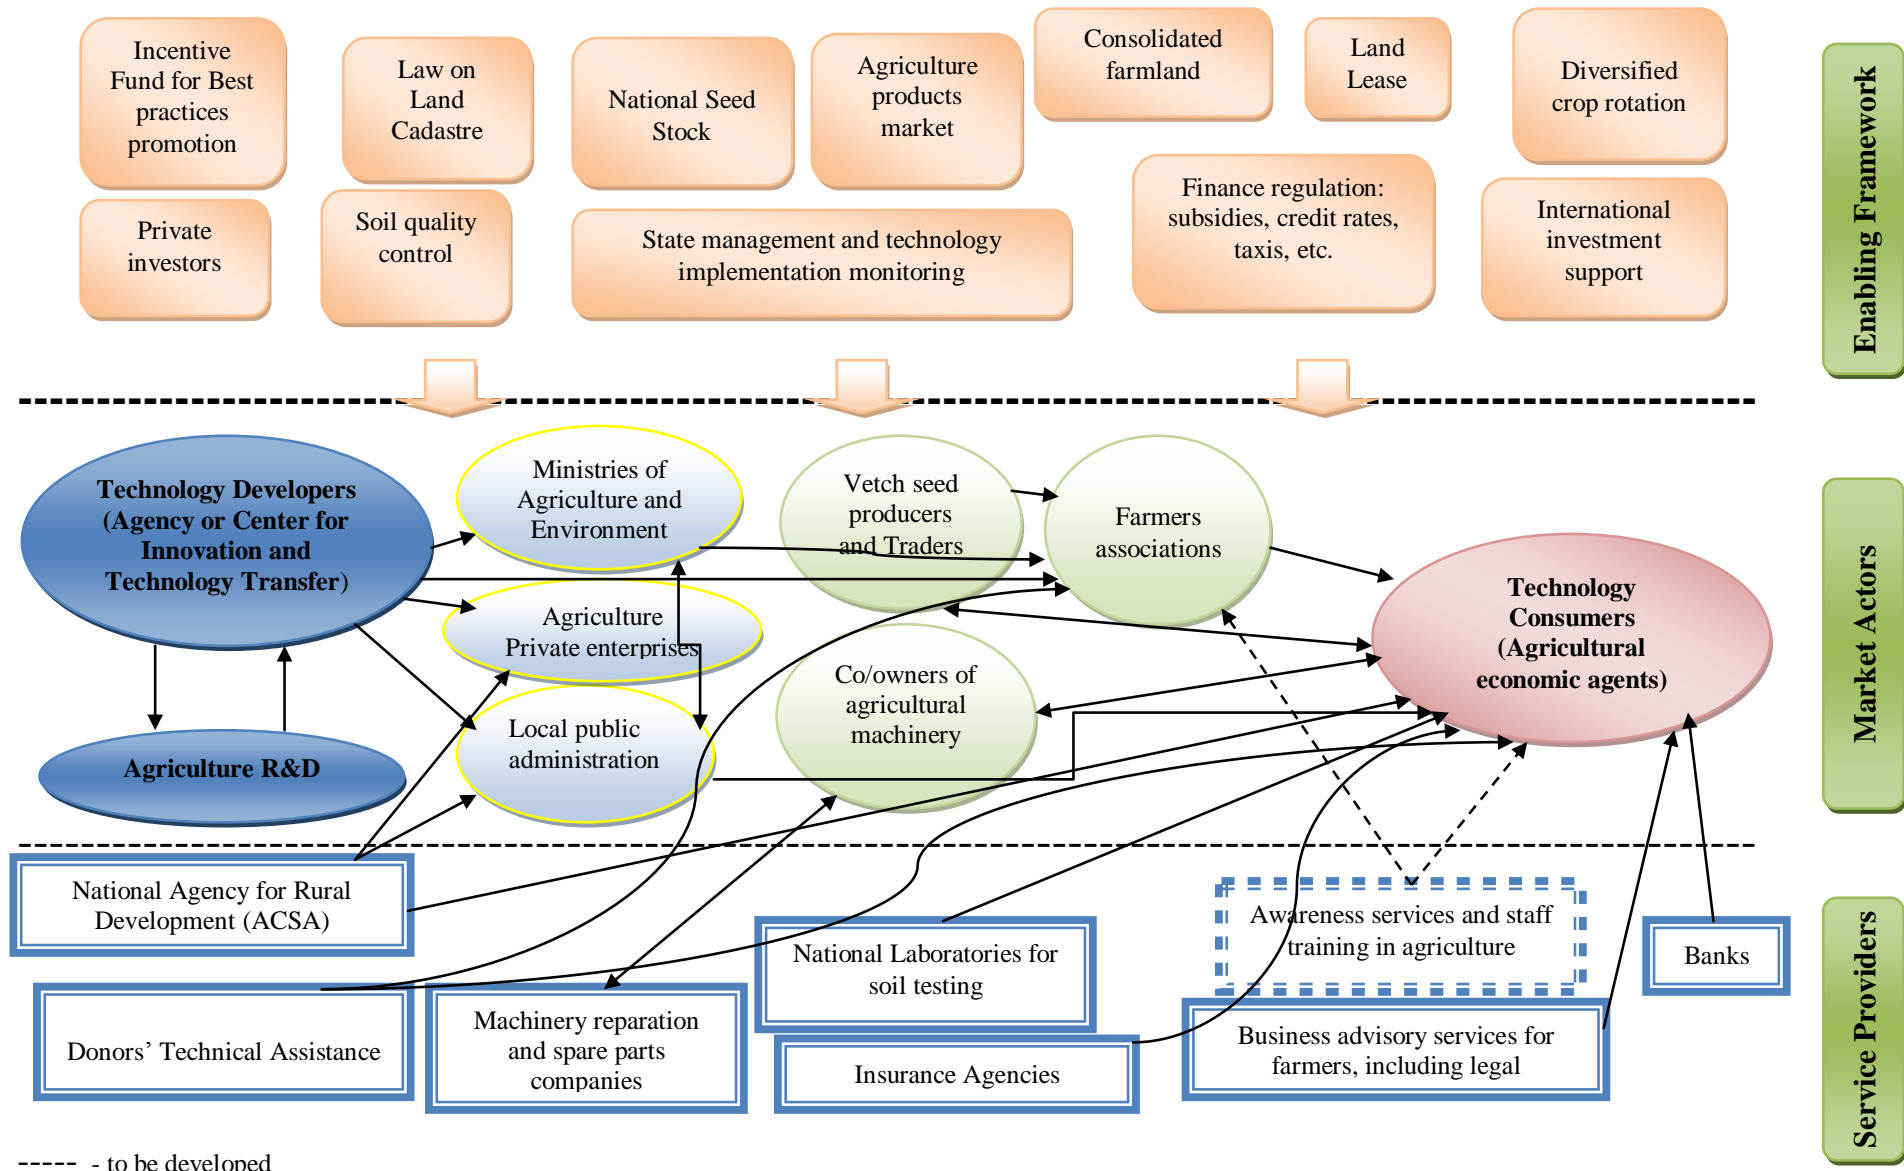 Incentive
Fund for Best
practices
promotion
Law on
Land
Cadastre
National Seed
Stock
Agriculture
products
market
Consolidated
farmland
Land
Lease
Diversified
crop rotation
Private
investors
Soil quality
control
State management and technology
implementation monitoring
Finance regulation:
subsidies, credit rates,
taxis, etc.
International
investment
support
Enabling Framework
Technology Developers
(Agency or Center for
Innovation and
Technology Transfer)
Ministries of
Agriculture and
Environment
Vetch seed
producers
and Traders
Farmers
associations
Technology
Consumers
(Agricultural
economic agents)
Agriculture
Private enterprises
Co/owners of
agricultural
machinery
Local public
administration
Agriculture R&D
Market Actors
National Agency for Rural
Development (ACSA)
National Laboratories for
soil testing
Awareness services and staff
training in agriculture
Banks
Donors’ Technical Assistance
Machinery reparation
and spare parts
companies
Insurance Agencies
Business advisory services for
farmers, including legal
Service Providers
----- - to be developed